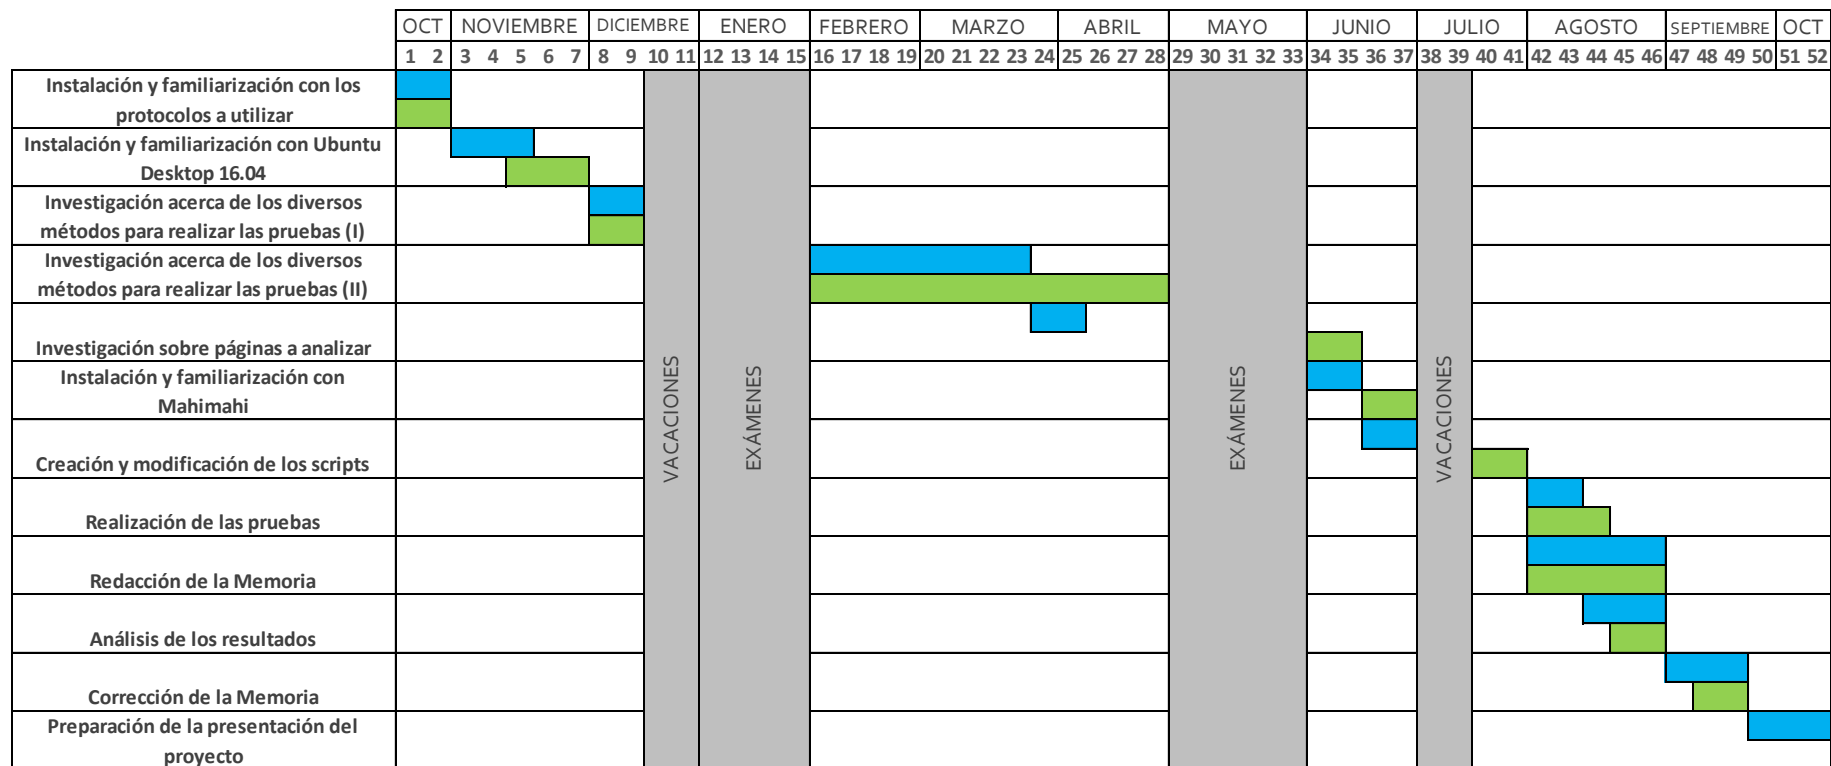 OCT NOVIEMBRE DICIEMBRE ENERO FEBRERO MARZO ABRIL MAYO JUNIO JULIO AGOSTO SEPTIEMBRE OCT
1 2 3 4 5 6 7 8 9 10 11 12 13 14 15 16 17 18 19 20 21 22 23 24 25 26 27 28 29 30 31 32 33 34 35 36 37 38 39 40 41 42 43 44 45 46 47 48 49 50 51 52
Instalación y familiarización con los
protocolos a utilizar
Instalación y familiarización con Ubuntu
Desktop 16.04
Investigación acerca de los diversos
métodos para realizar las pruebas (I)
Investigación acerca de los diversos
métodos para realizar las pruebas (II)
Investigación sobre páginas a analizar
Instalación y familiarización con
Mahimahi
Creación y modificación de los scripts
Realización de las pruebas
Redacción de la Memoria
Análisis de los resultados
Corrección de la Memoria
Preparación de la presentación del
proyecto
VACACIONES
EXÁMENES
EXÁMENES
VACACIONES